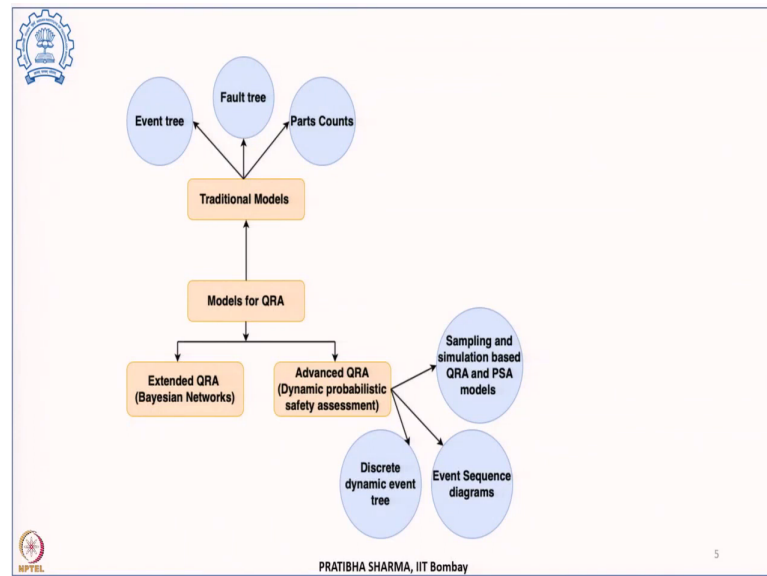 Fault tree
Event tree
Parts Counts
Traditional Models
Models for QRA
Sampling and
simulation based
QRA and PSA
models
Extended QRA
(Bayesian Networks)
Advanced QRA
(Dynamic probabilistic
safety assessment)
Discrete
dynamic event
tree
Event Sequence
diagrams
NPTEL
PRATIBHA SHARMA, IIT Bombay
5